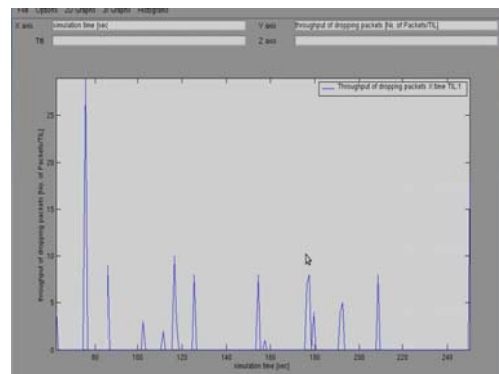 File Options 2D Graphs 3D Graphs Histograms
X axis simulation time [sec] Y axis throughput of dropping packets [No. of Packets/TIL]
Z axis
Throughput of dropping packets X:time TIL:1
throughput of dropping packets [No. of Packets/TIL]
25
20
15
10
5
0
80 100 120 140 160 180 200 220 240
simulation time [sec]